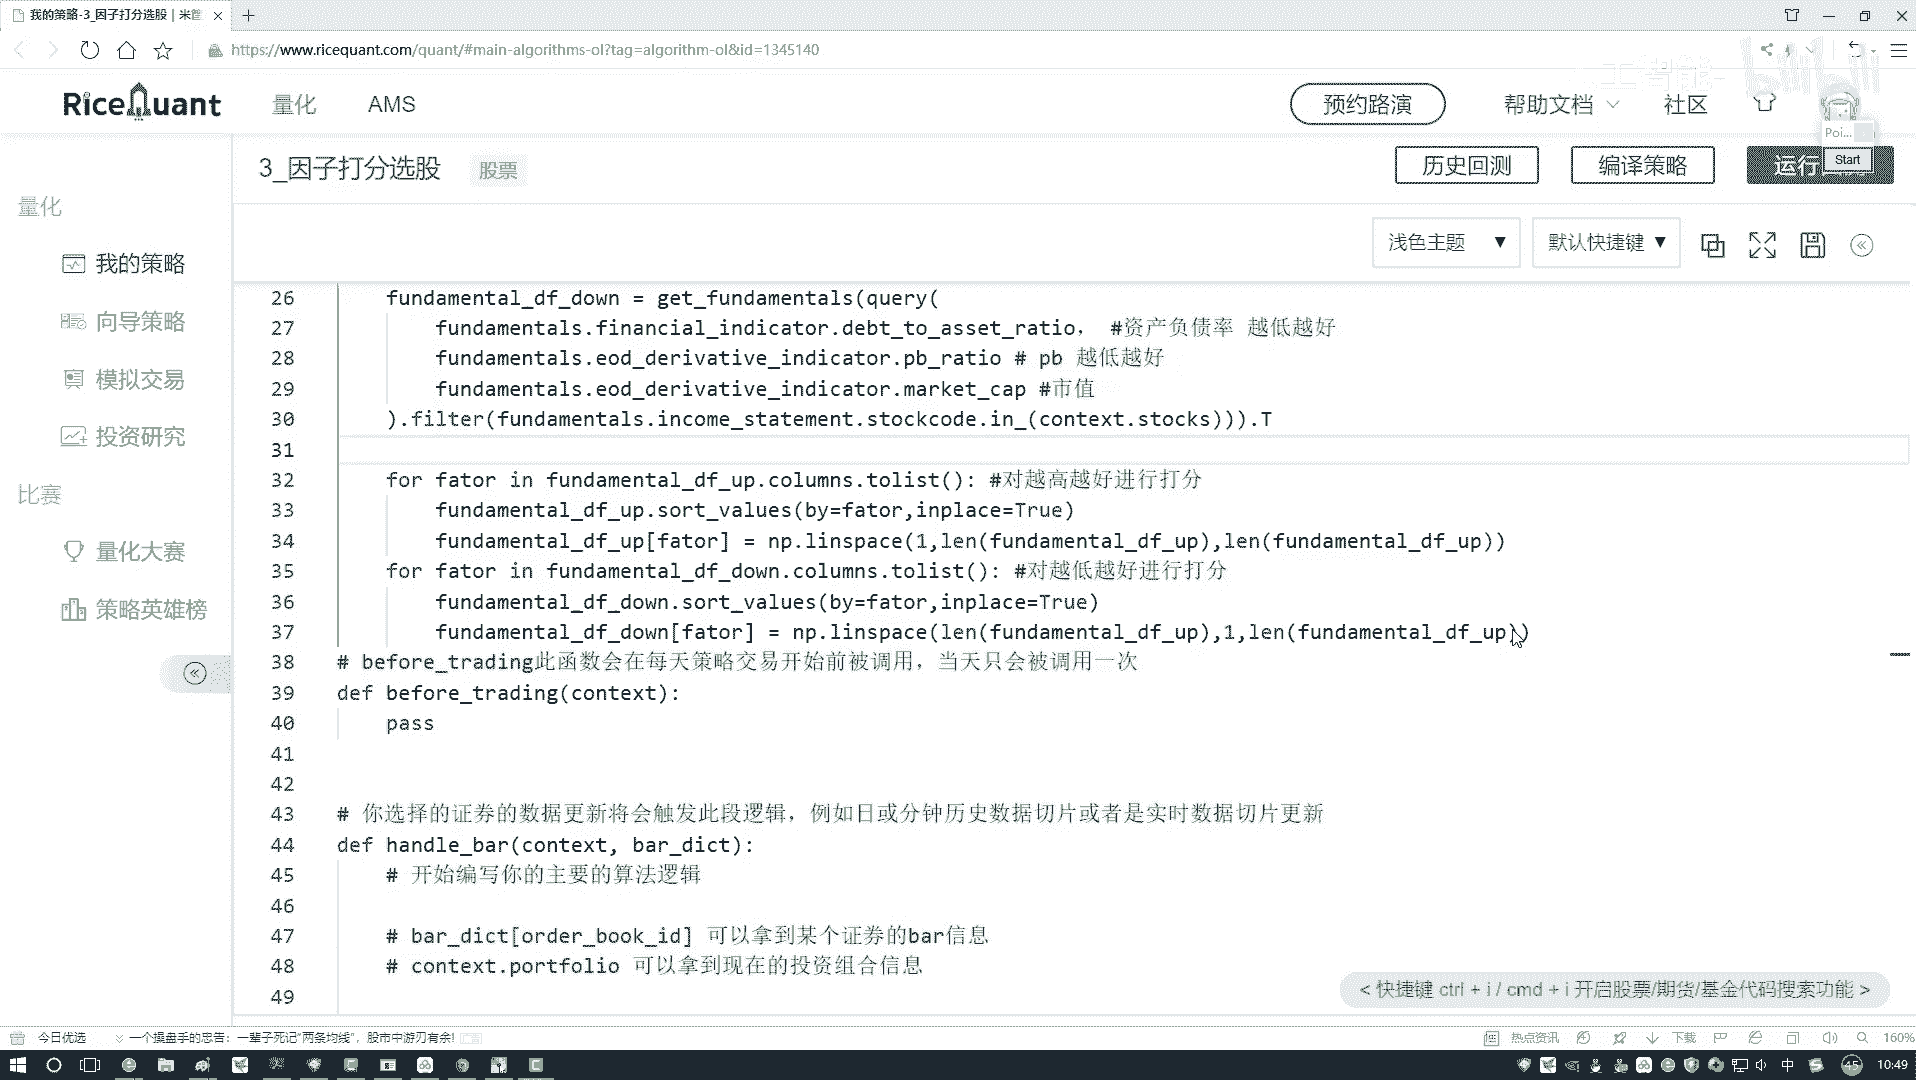 我的策略-3_因子打分选股 | 米筐
https://www.ricequant.com/quant/#main-algorithms-ol?tag=algorithm-ol&id=1345140
RiceQuant
量化
AMS
预约路演
帮助文档
社区
Poi...
Start
3_因子打分选股
股票
历史回测
编译策略
运行
量化
我的策略
向导策略
模拟交易
投资研究
比赛
量化大赛
策略英雄榜
浅色主题 ▼
默认快捷键 ▼
26 fundamental_df_down = get_fundamentals(query(
27 fundamentals.financial_indicator.debt_to_asset_ratio, #资产负债率 越低越好
28 fundamentals.eod_derivative_indicator.pb_ratio # pb 越低越好
29 fundamentals.eod_derivative_indicator.market_cap #市值
30 ).filter(fundamentals.income_statement.stockcode.in_(context.stocks))).T
31
32 for fator in fundamental_df_up.columns.tolist(): #对越高越好进行打分
33 fundamental_df_up.sort_values(by=fator,inplace=True)
34 fundamental_df_up[fator] = np.linspace(1,len(fundamental_df_up),len(fundamental_df_up))
35 for fator in fundamental_df_down.columns.tolist(): #对越低越好进行打分
36 fundamental_df_down.sort_values(by=fator,inplace=True)
37 fundamental_df_down[fator] = np.linspace(len(fundamental_df_up),1,len(fundamental_df_up))
38 # before_trading此函数会在每天策略交易开始前被调用，当天只会被调用一次
39 def before_trading(context):
40 pass
41
42
43 # 你选择的证券的数据更新将会触发此段逻辑，例如日或分钟历史数据切片或者是实时数据切片更新
44 def handle_bar(context, bar_dict):
45 # 开始编写你的主要的算法逻辑
46
47 # bar_dict[order_book_id] 可以拿到某个证券的bar信息
48 # context.portfolio 可以拿到现在的投资组合信息
49
< 快捷键 ctrl + i / cmd + i 开启股票/期货/基金代码搜索功能 >
今日优选
一个操盘手的忠告：一辈子死记"两条均线"，股市中游刃有余!
热点资讯
下载
160%
中
45
10:49